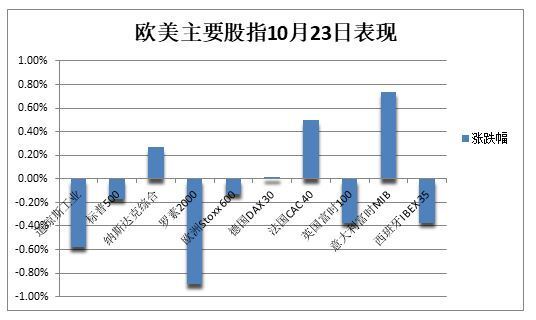 欧美主要股指10月23日表现
1.00%
0.80%
0.60%
0.40%
0.20%
0.00%
-0.20%
-0.40%
-0.60%
-0.80%
-1.00%
道琼斯工业
标普500
纳斯达克综合
罗素2000
欧洲Stoxx600
德国DAX30
法国CAC40
英国富时100
意大利富时MIB
西班牙IBEX35
涨跌幅